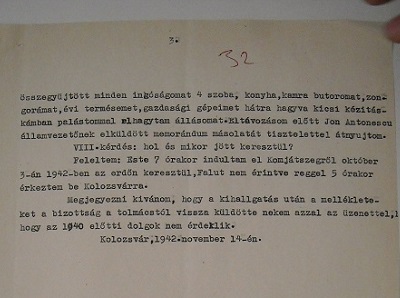 3.
32
összegyüjtött minden ingóságomat 4 szoba, konyha, kamra butoromat, zon-
gorámat, évi termésemet, gazdasági gépeimet hátra hagyva kicsi kézitás-
kámban palástommal elhagytam állásomat. Eltávozásom előtt Jon Antonescu
államvezetőnek elküldött memorándum másolatát tisztelettel átnyujtom.
VIII-kérdés: hol és mikor jött keresztül?
Feleltem: Este 7 órakor indultam el Komjátszegről október
3-án 1942-ben az erdőn keresztül, Falut nem érintve reggel 5 órakor
érkeztem be Kolozsvárra.
Megjegyezni kivánom, hogy a kihallgatás után a melléklete-
ket a bizottság a tolmácstól vissza küldötte nekem azzal az üzenettel,
hogy az 1940 előtti dolgok nem érdeklik.
Kolozsvár, 1942. november 14-én.